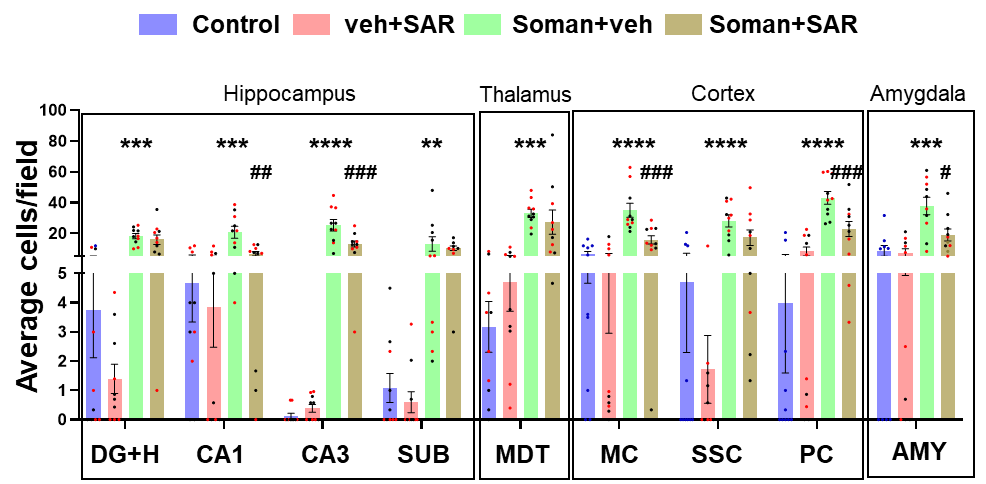 Control veh+SAR Soman+veh Soman+SAR
Hippocampus Thalamus Cortex Amygdala
Average cells/field
100
80
60
40
20
5
4
3
2
1
0
*** *** **** ** *** **** **** **** ***
## ### ### ### #
DG+H CA1 CA3 SUB MDT MC SSC PC AMY